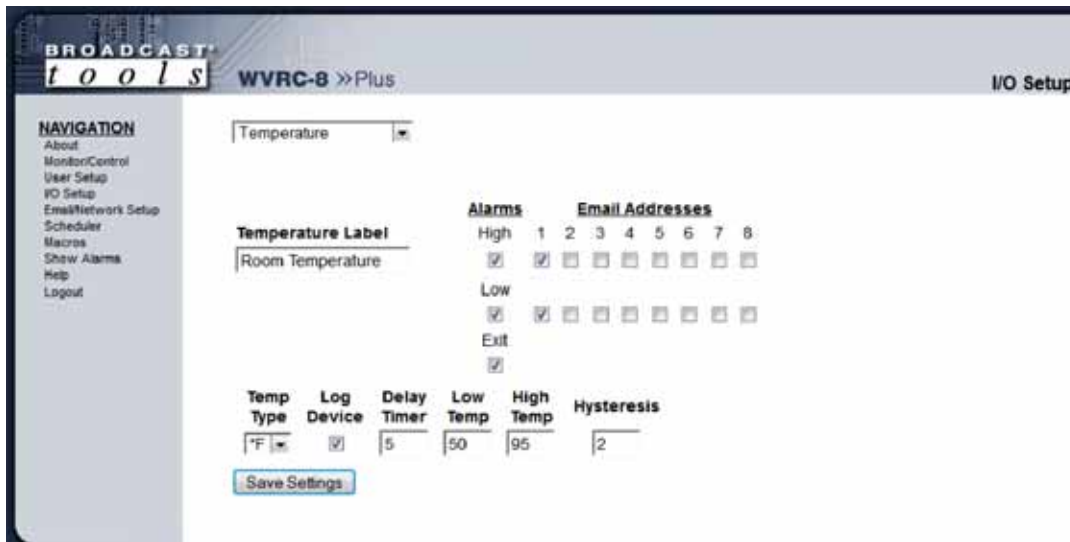 BROADCAST®
tools
WVRC-8 »Plus
I/O Setup
NAVIGATION
About
Monitor/Control
User Setup
I/O Setup
Email/Network Setup
Scheduler
Macros
Show Alarms
Help
Logout
Temperature
Alarms Email Addresses
Temperature Label High 1 2 3 4 5 6 7 8
Room Temperature
Low
Exit
Temp Type Log Device Delay Timer Low Temp High Temp Hysteresis
°F 5 50 95 2
Save Settings